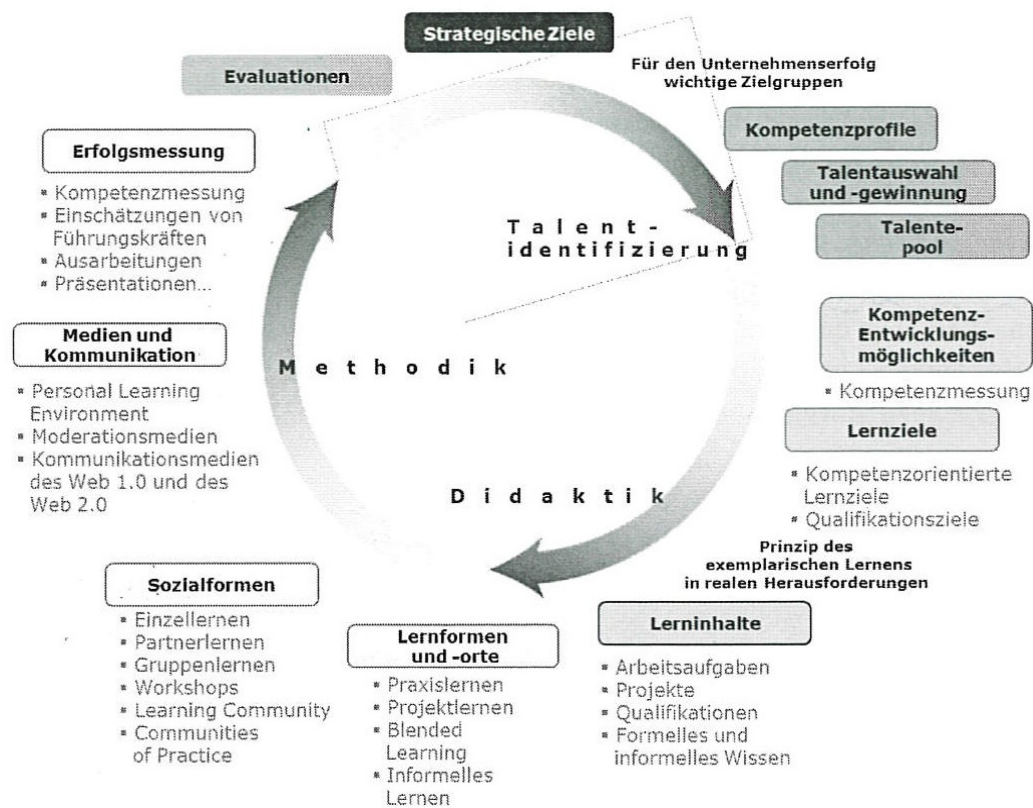 Strategische Ziele
Für den Unternehmenserfolg
wichtige Zielgruppen
Kompetenzprofile
Talentauswahl
und -gewinnung
Talente-
pool
Talent-
identifizierung
Kompetenz-
Entwicklungs-
möglichkeiten
▪ Kompetenzmessung
Lernziele
▪ Kompetenzorientierte
Lernziele
▪ Qualifikationsziele
Didaktik
Prinzip des
exemplarischen Lernens
in realen Herausforderungen
Lerninhalte
▪ Arbeitsaufgaben
▪ Projekte
▪ Qualifikationen
▪ Formelles und
informelles Wissen
Lernformen
und -orte
▪ Praxislernen
▪ Projektlernen
▪ Blended
Learning
▪ Informelles
Lernen
Sozialformen
▪ Einzellernen
▪ Partnerlernen
▪ Gruppenlernen
▪ Workshops
▪ Learning Community
▪ Communities
of Practice
Methodik
Medien und
Kommunikation
▪ Personal Learning
Environment
▪ Moderationsmedien
▪ Kommunikationsmedien
des Web 1.0 und des
Web 2.0
Erfolgsmessung
▪ Kompetenzmessung
▪ Einschätzungen von
Führungskräften
▪ Ausarbeitungen
▪ Präsentationen...
Evaluationen